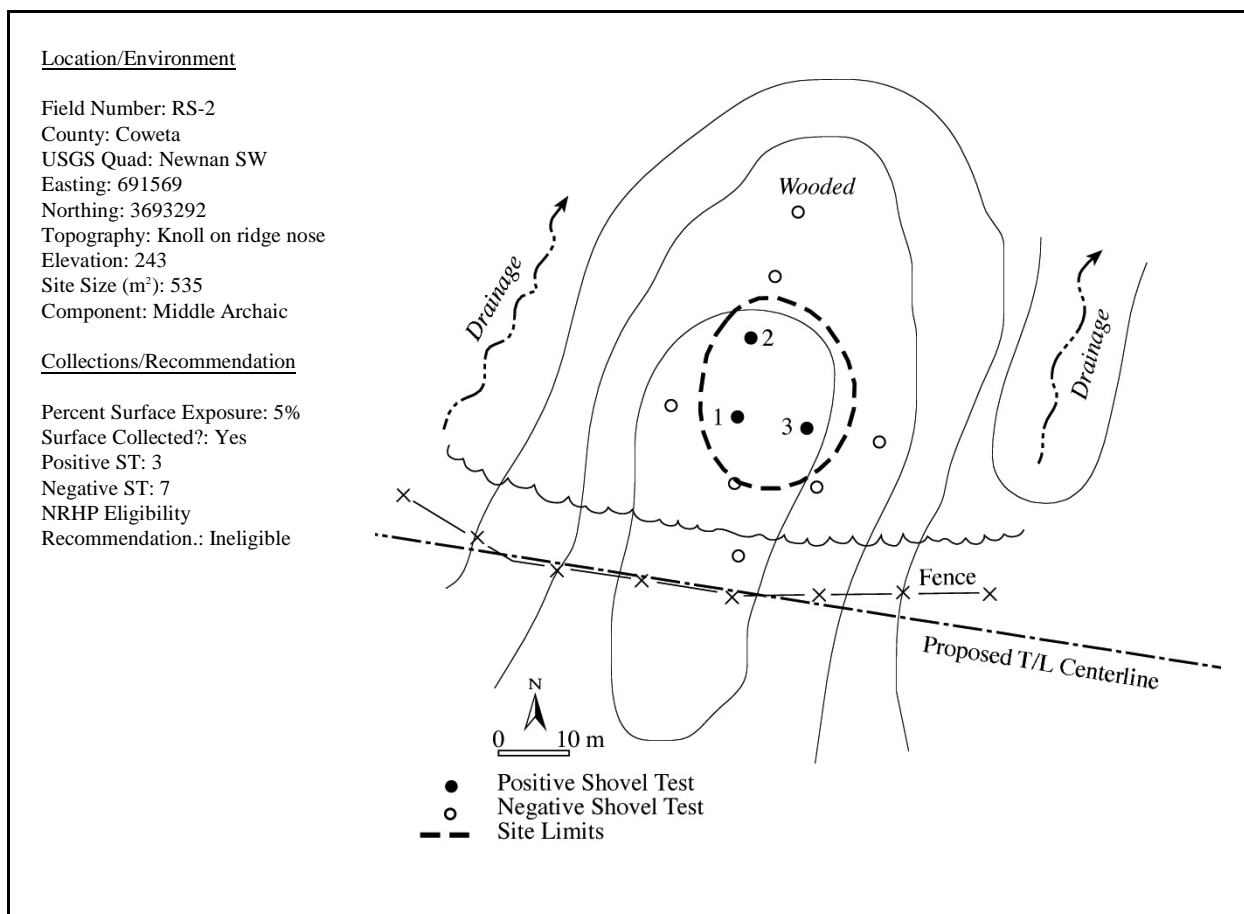 Location/Environment
Field Number: RS-2
County: Coweta
USGS Quad: Newnan SW
Easting: 691569
Northing: 3693292
Topography: Knoll on ridge nose
Elevation: 243
Site Size (m²): 535
Component: Middle Archaic
Collections/Recommendation
Percent Surface Exposure: 5%
Surface Collected?: Yes
Positive ST: 3
Negative ST: 7
NRHP Eligibility
Recommendation.: Ineligible
Wooded
Drainage
Drainage
2
1
3
Fence
Proposed T/L Centerline
N
0 10 m
Positive Shovel Test
Negative Shovel Test
Site Limits